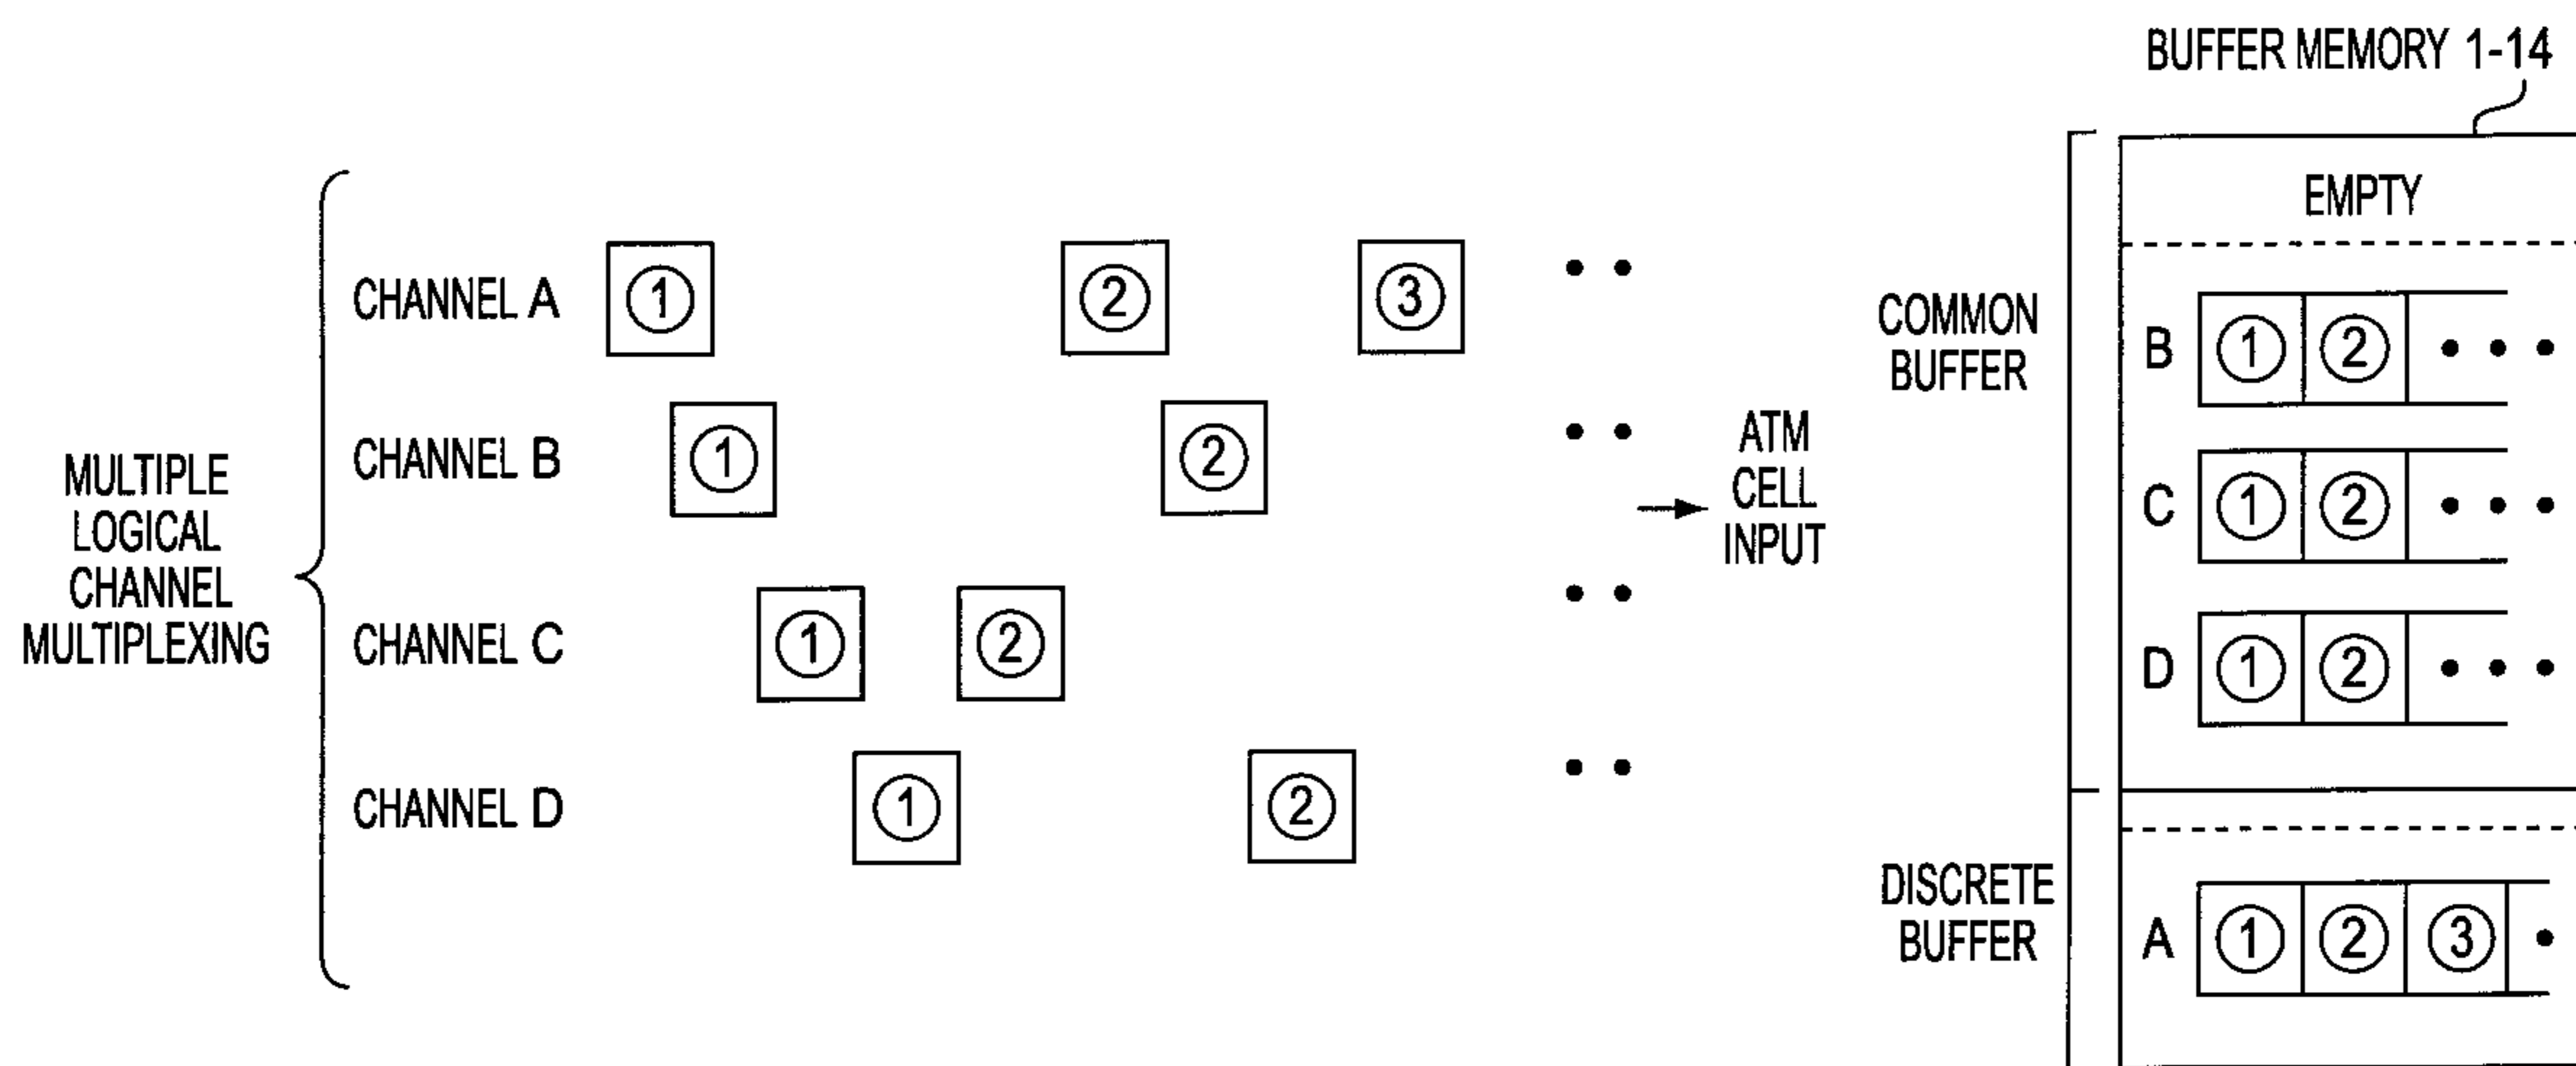 BUFFER MEMORY 1-14
MULTIPLE
LOGICAL
CHANNEL
MULTIPLEXING
CHANNEL A ① ② ③ • •
CHANNEL B ① ② • •
CHANNEL C ① ② • •
CHANNEL D ① ② • •
ATM
CELL
INPUT
COMMON
BUFFER
EMPTY
B ① ② • • •
C ① ② • • •
D ① ② • • •
DISCRETE
BUFFER
A ① ② ③ •